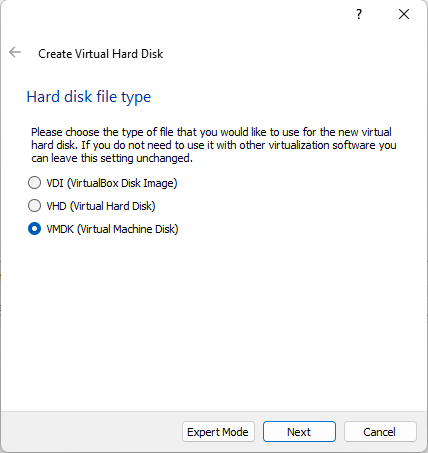 ?
Create Virtual Hard Disk
Hard disk file type
Please choose the type of file that you would like to use for the new virtual
hard disk. If you do not need to use it with other virtualization software you
can leave this setting unchanged.
VDI (VirtualBox Disk Image)
VHD (Virtual Hard Disk)
VMDK (Virtual Machine Disk)
Expert Mode Next Cancel